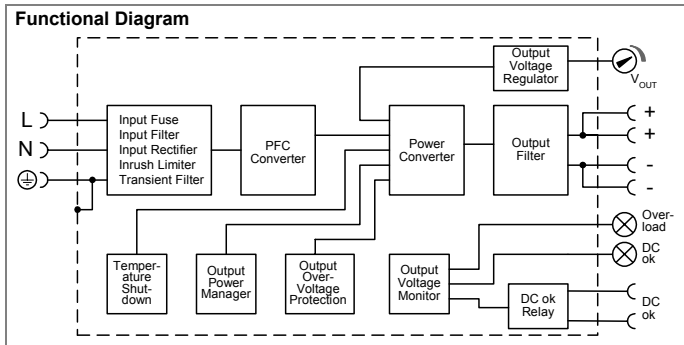 Functional Diagram
Output
Voltage
Regulator
VOUT
L
N
Input Fuse
Input Filter
Input Rectifier
Inrush Limiter
Transient Filter
PFC
Converter
Power
Converter
Output
Filter
+
+
-
-
Temper-
ature
Shut-
down
Output
Power
Manager
Output
Over-
Voltage
Protection
Output
Voltage
Monitor
DC ok
Relay
Over-
load
DC
ok
DC
ok